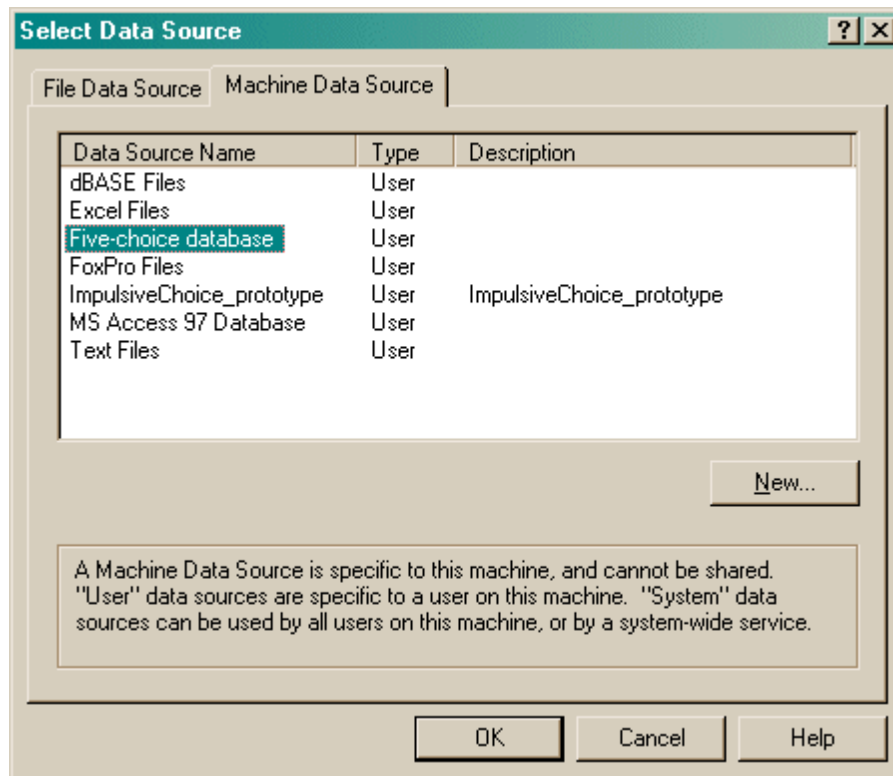 Select Data Source
File Data Source Machine Data Source
Data Source Name Type Description
dBASE Files User
Excel Files User
Five-choice database User
FoxPro Files User
ImpulsiveChoice_prototype User ImpulsiveChoice_prototype
MS Access 97 Database User
Text Files User
New...
A Machine Data Source is specific to this machine, and cannot be shared.
"User" data sources are specific to a user on this machine. "System" data
sources can be used by all users on this machine, or by a system-wide service.
OK Cancel Help